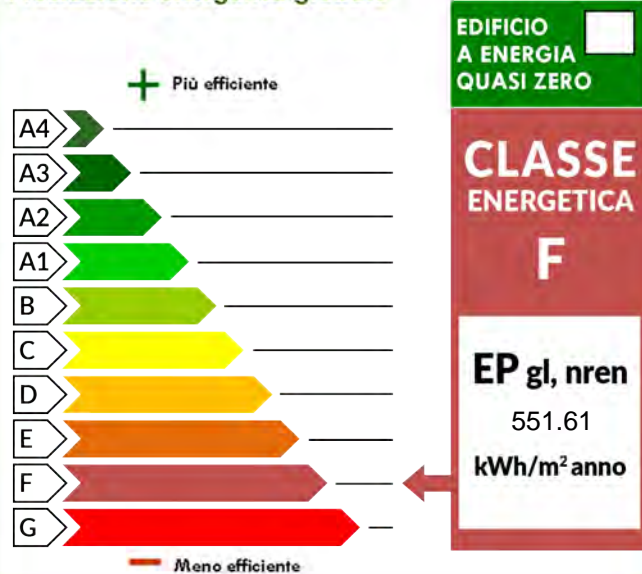 + Più efficiente
A4
A3
A2
A1
B
C
D
E
F
G
Meno efficiente
EDIFICIO
A ENERGIA
QUASI ZERO
CLASSE
ENERGETICA
F
EP gl, nren
551.61
kWh/m² anno